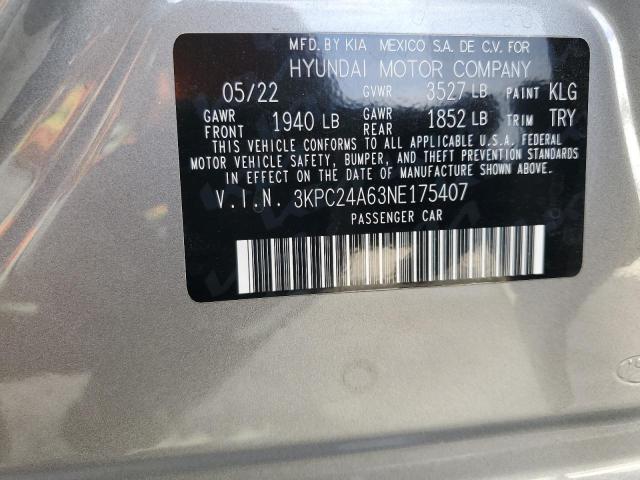 MFD. BY KIA MEXICO S.A. DE C.V. FOR
HYUNDAI MOTOR COMPANY
05/22 GVWR 3527 LB PAINT KLG
GAWR FRONT 1940 LB GAWR REAR 1852 LB TRIM TRY
THIS VEHICLE CONFORMS TO ALL APPLICABLE U.S.A. FEDERAL
MOTOR VEHICLE SAFETY, BUMPER, AND THEFT PREVENTION STANDARDS
IN EFFECT ON THE DATE OF MANUFACTURE SHOWN ABOVE.
V.I.N. 3KPC24A63NE175407
PASSENGER CAR